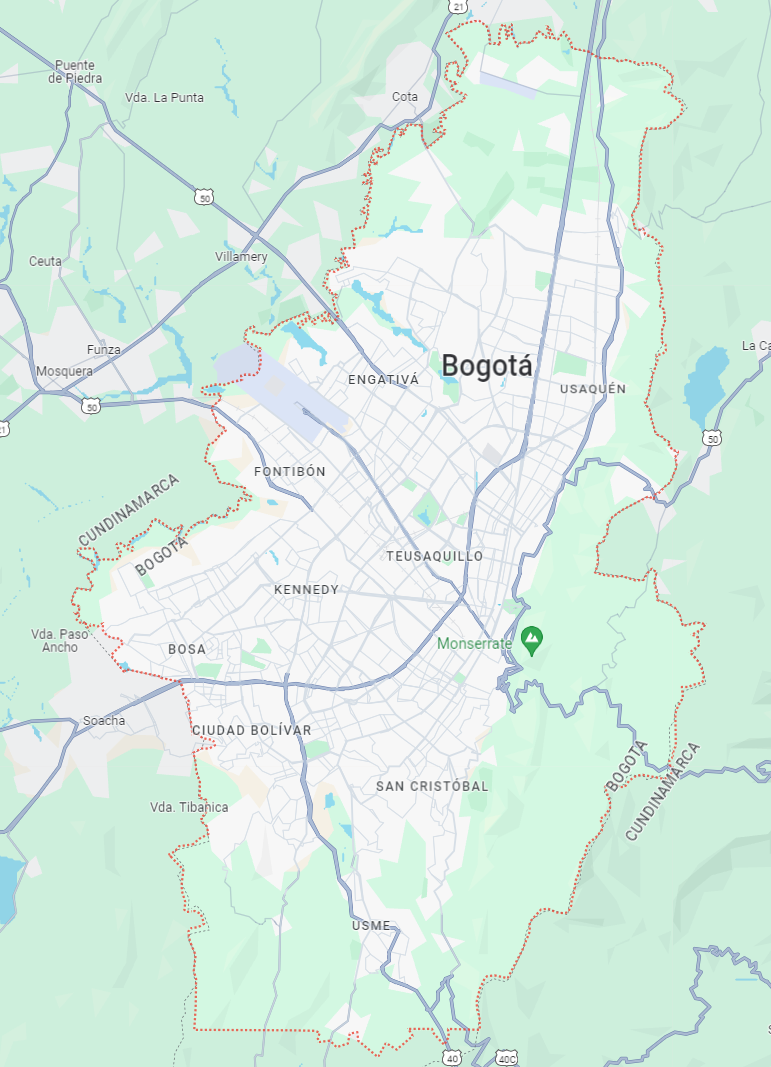 21
Puente
de Piedra
Vda. La Punta
Cota
50
Villamery
Ceuta
Funza
Mosquera
50
21
Bogotá
La Ca
ENGATIVÁ
USAQUÉN
50
FONTIBÓN
CUNDINAMARCA
BOGOTÁ
TEUSAQUILLO
KENNEDY
Vda. Paso
Ancho
BOSA
Monserrate
Soacha
CIUDAD BOLÍVAR
BOGOTÁ
CUNDINAMARCA
SAN CRISTÓBAL
Vda. Tibanica
USME
40
40C